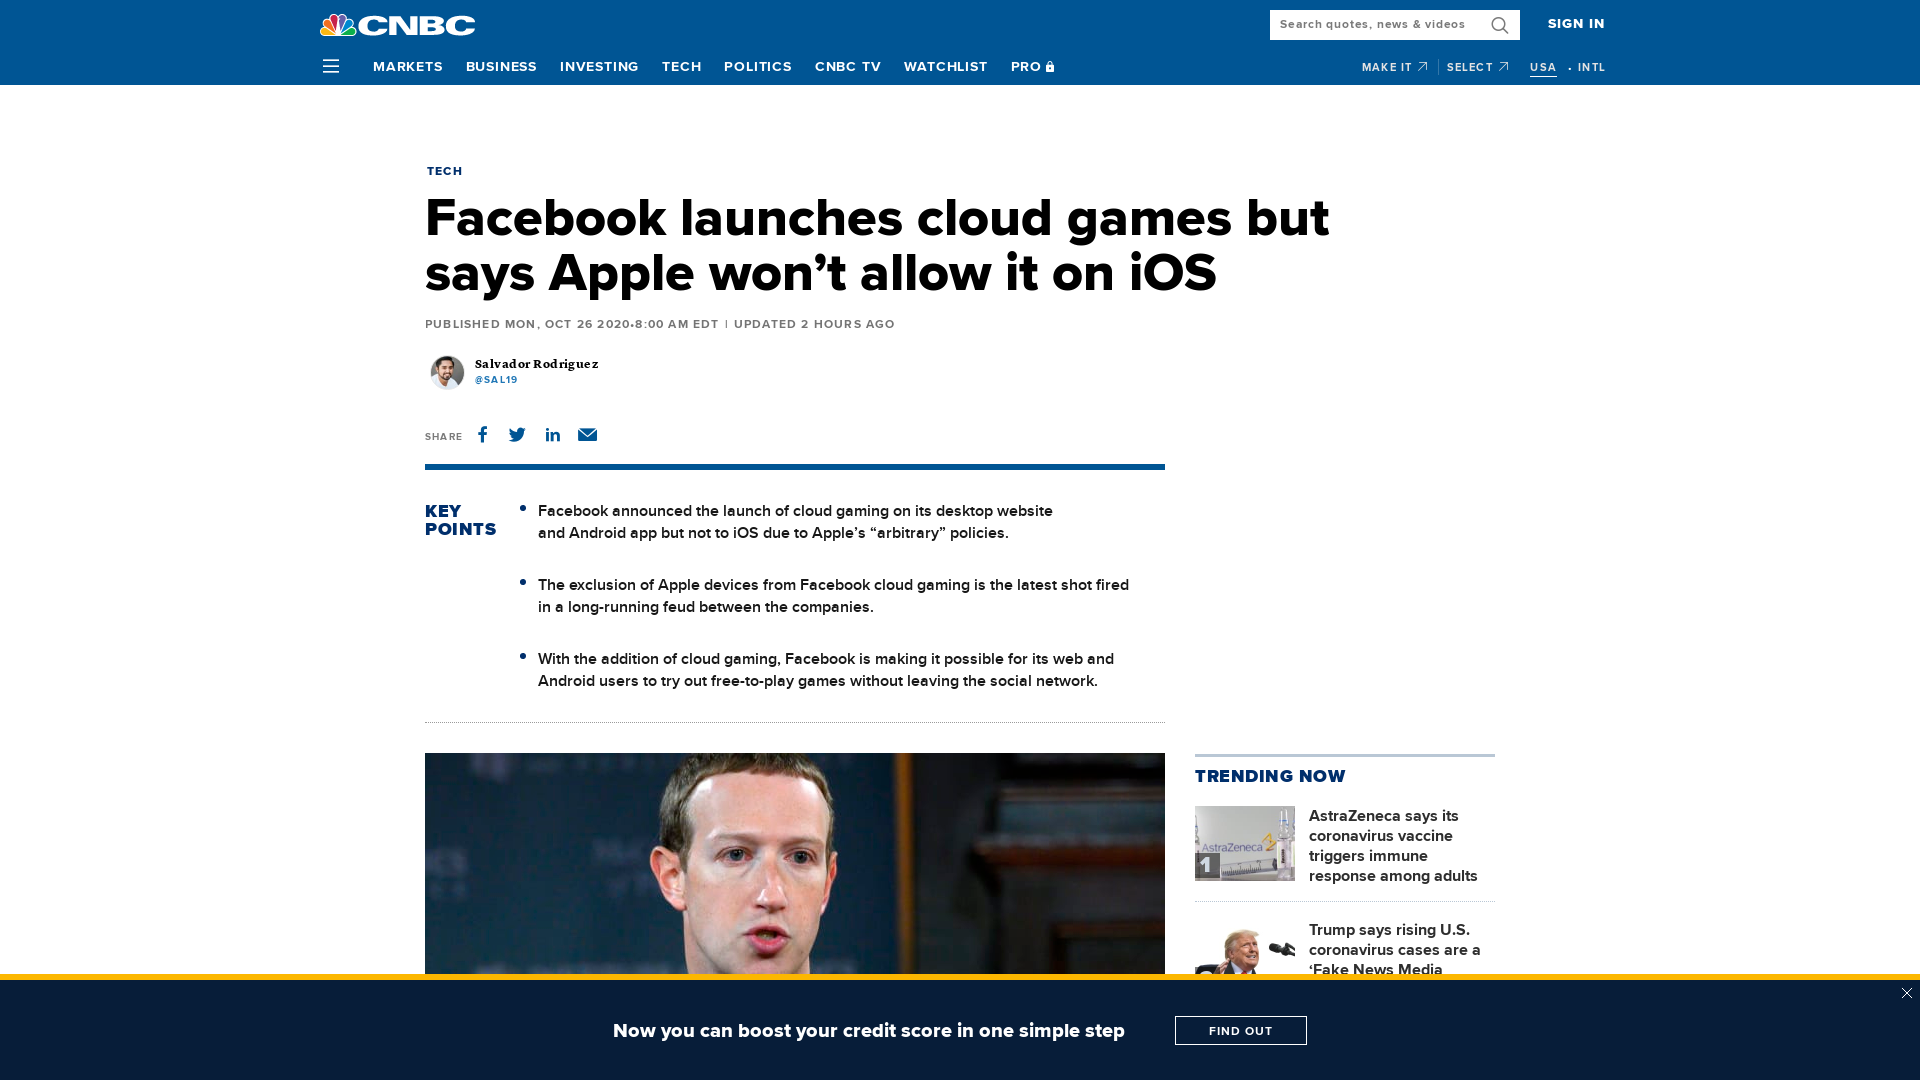 CNBC
Search quotes, news & videos
SIGN IN
MARKETS
BUSINESS
INVESTING
TECH
POLITICS
CNBC TV
WATCHLIST
PRO
MAKE IT
SELECT
USA
• INTL
TECH
Facebook launches cloud games but
says Apple won’t allow it on iOS
PUBLISHED MON, OCT 26 2020•8:00 AM EDT | UPDATED 2 HOURS AGO
Salvador Rodriguez
@SAL19
SHARE
KEY
POINTS
Facebook announced the launch of cloud gaming on its desktop website
and Android app but not to iOS due to Apple’s “arbitrary” policies.
The exclusion of Apple devices from Facebook cloud gaming is the latest shot fired
in a long-running feud between the companies.
With the addition of cloud gaming, Facebook is making it possible for its web and
Android users to try out free-to-play games without leaving the social network.
TRENDING NOW
AstraZeneca
1
AstraZeneca says its
coronavirus vaccine
triggers immune
response among adults
Trump says rising U.S.
coronavirus cases are a
‘Fake News Media
Now you can boost your credit score in one simple step
FIND OUT